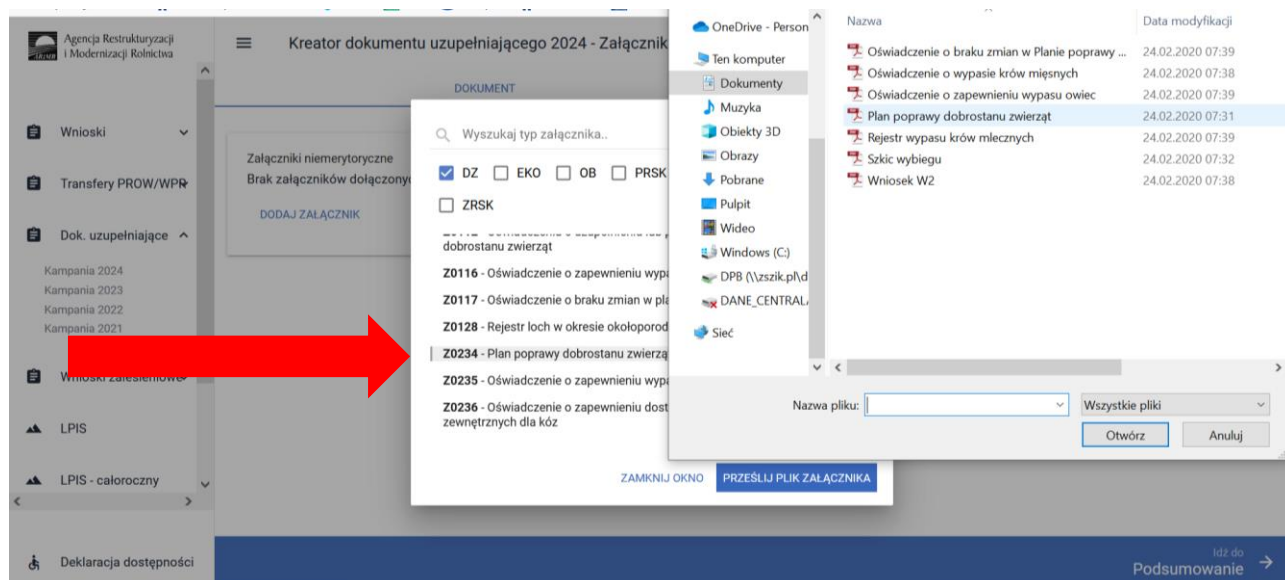 Agencja Restrukturyzacji
i Modernizacji Rolnictwa
Wnioski
Transfery PROW/WPR
Dok. uzupełniające
Kampania 2024
Kampania 2023
Kampania 2022
Kampania 2021
Wnioski zalesieniowe
LPIS
LPIS - całoroczny
Deklaracja dostępności
Kreator dokumentu uzupełniającego 2024 - Załącznik
DOKUMENT
Załączniki niemerytoryczne
Brak załączników dołączony
DODAJ ZAŁĄCZNIK
Wyszukaj typ załącznika..
DZ EKO OB PRSK
ZRSK
dobrostanu zwierząt
Z0116 - Oświadczenie o zapewnieniu wypa
Z0117 - Oświadczenie o braku zmian w pla
Z0128 - Rejestr loch w okresie okołoporod
Z0234 - Plan poprawy dobrostanu zwierzą
Z0235 - Oświadczenie o zapewnieniu wypa
Z0236 - Oświadczenie o zapewnieniu dost
zewnętrznych dla kóz
ZAMKNIJ OKNO PRZEŚLIJ PLIK ZAŁĄCZNIKA
OneDrive - Person
Ten komputer
Dokumenty
Muzyka
Obiekty 3D
Obrazy
Pobrane
Pulpit
Wideo
Windows (C:)
DPB (\\zszik.pl\d
DANE_CENTRALA
Sieć
Nazwa Data modyfikacji
Oświadczenie o braku zmian w Planie poprawy ... 24.02.2020 07:39
Oświadczenie o wypasie krów mięsnych 24.02.2020 07:38
Oświadczenie o zapewnieniu wypasu owiec 24.02.2020 07:39
Plan poprawy dobrostanu zwierząt 24.02.2020 07:31
Rejestr wypasu krów mlecznych 24.02.2020 07:39
Szkic wybiegu 24.02.2020 07:32
Wniosek W2 24.02.2020 07:38
Nazwa pliku: Wszystkie pliki
Otwórz Anuluj
Idź do
Podsumowanie